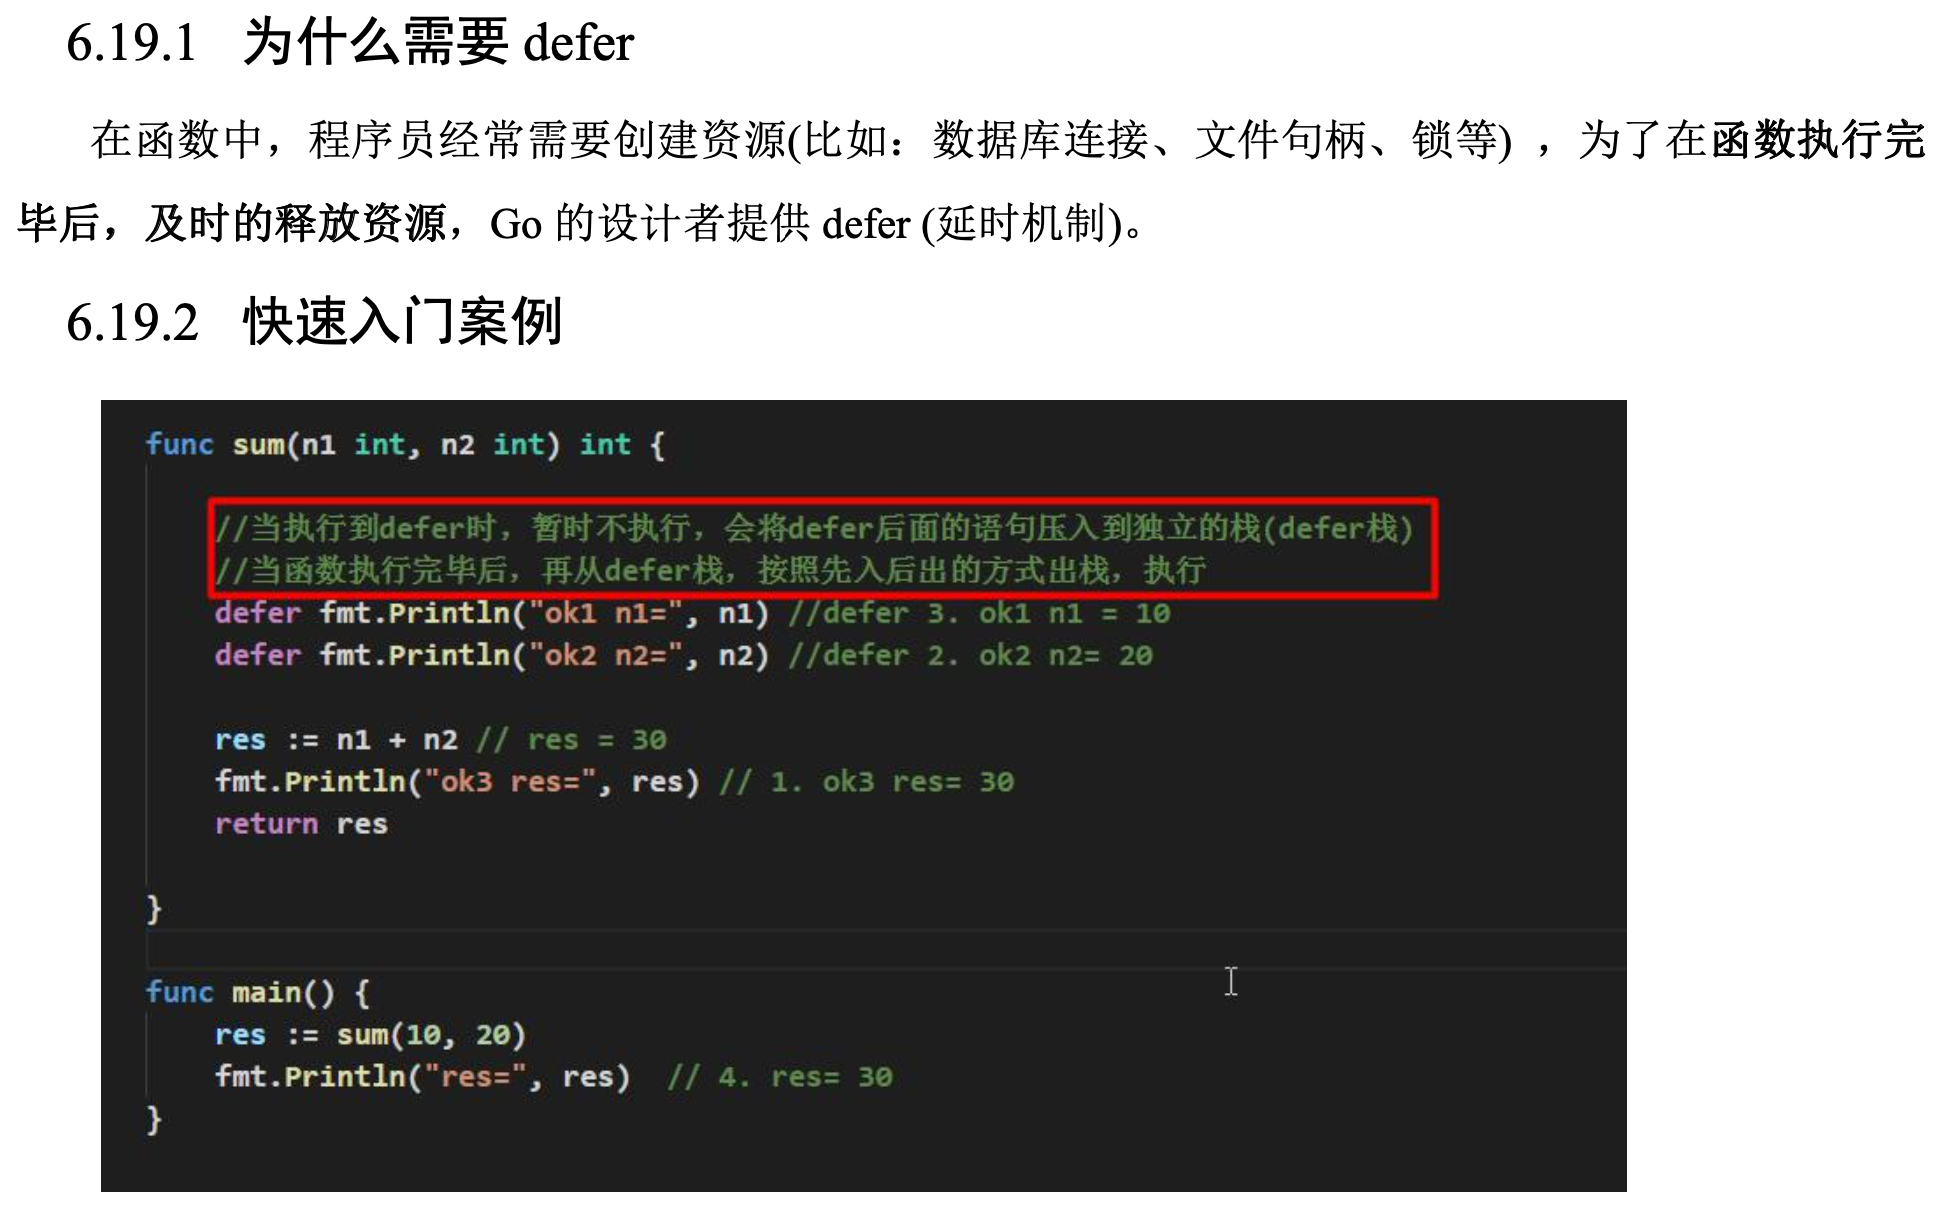 6.19.1 为什么需要 defer
在函数中，程序员经常需要创建资源(比如：数据库连接、文件句柄、锁等) ，为了在函数执行完
毕后，及时的释放资源，Go 的设计者提供 defer (延时机制)。
6.19.2 快速入门案例
func sum(n1 int, n2 int) int {
//当执行到defer时，暂时不执行，会将defer后面的语句压入到独立的栈(defer栈)
//当函数执行完毕后，再从defer栈，按照先入后出的方式出栈，执行
defer fmt.Println("ok1 n1=", n1) //defer 3. ok1 n1 = 10
defer fmt.Println("ok2 n2=", n2) //defer 2. ok2 n2= 20
res := n1 + n2 // res = 30
fmt.Println("ok3 res=", res) // 1. ok3 res= 30
return res
}
func main() {
res := sum(10, 20)
fmt.Println("res=", res)  // 4. res= 30
}